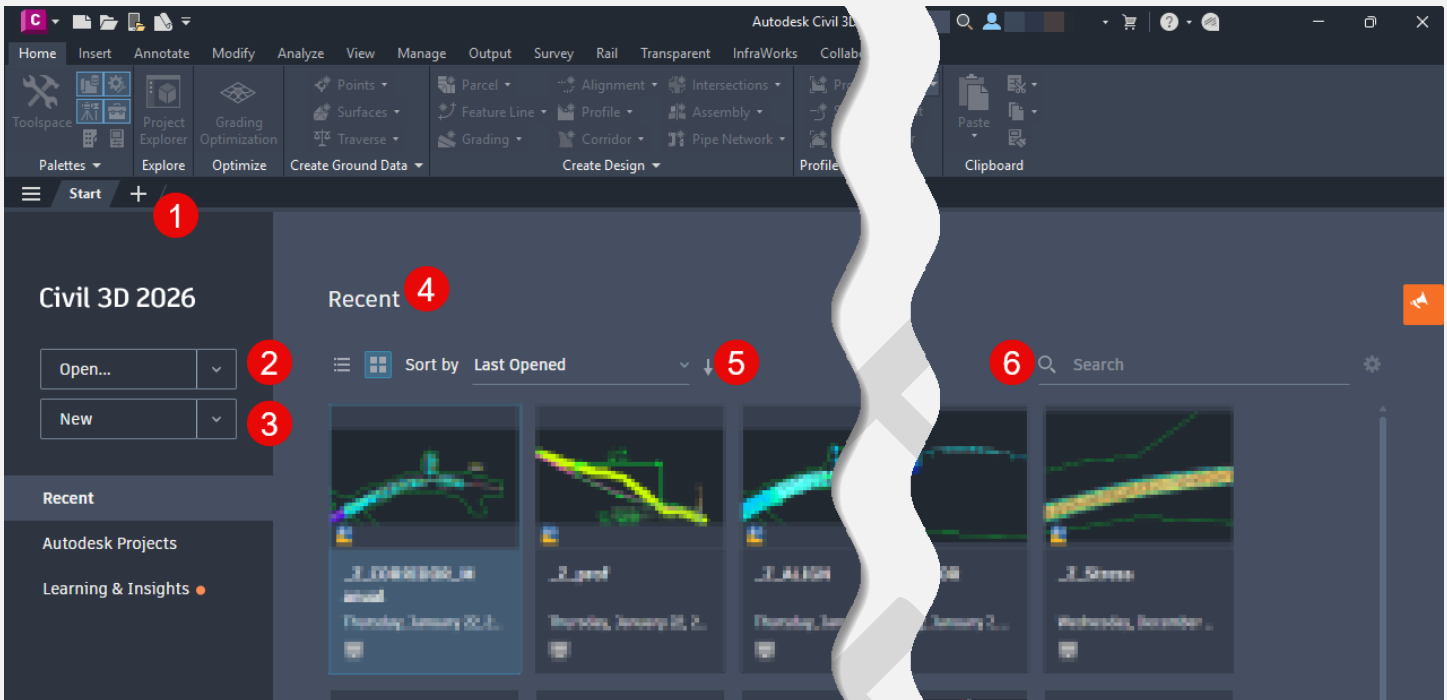 C
Autodesk Civil 3D
Home Insert Annotate Modify Analyze View Manage Output Survey Rail Transparent InfraWorks
Toolspace
Project Explorer
Grading Optimization
Points
Surfaces
Traverse
Parcel
Feature Line
Grading
Alignment
Profile
Corridor
Intersections
Assembly
Pipe Network
Paste
Palettes Explore Optimize Create Ground Data Create Design Profile Clipboard
Start
1
Civil 3D 2026
Recent 4
Open... 2
New 3
Sort by Last Opened 5
6 Search
Recent
Autodesk Projects
Learning & Insights